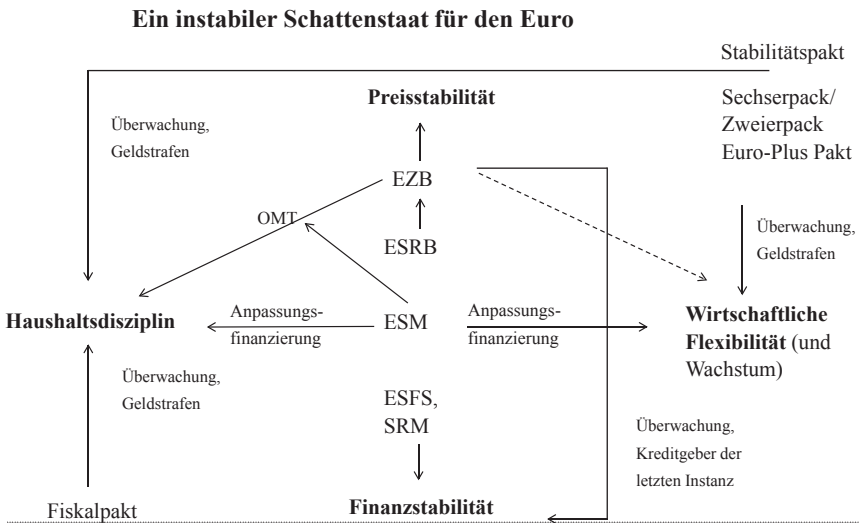 Ein instabiler Schattenstaat für den Euro
Stabilitätspakt
Preisstabilität
Sechserpack/
Zweierpack
Euro-Plus Pakt
Überwachung,
Geldstrafen
EZB
OMT
ESRB
Überwachung,
Geldstrafen
Haushaltsdisziplin
Anpassungs-
finanzierung
ESM
Anpassungs-
finanzierung
Wirtschaftliche
Flexibilität (und
Wachstum)
Überwachung,
Geldstrafen
ESFS,
SRM
Überwachung,
Kreditgeber der
letzten Instanz
Fiskalpakt
Finanzstabilität